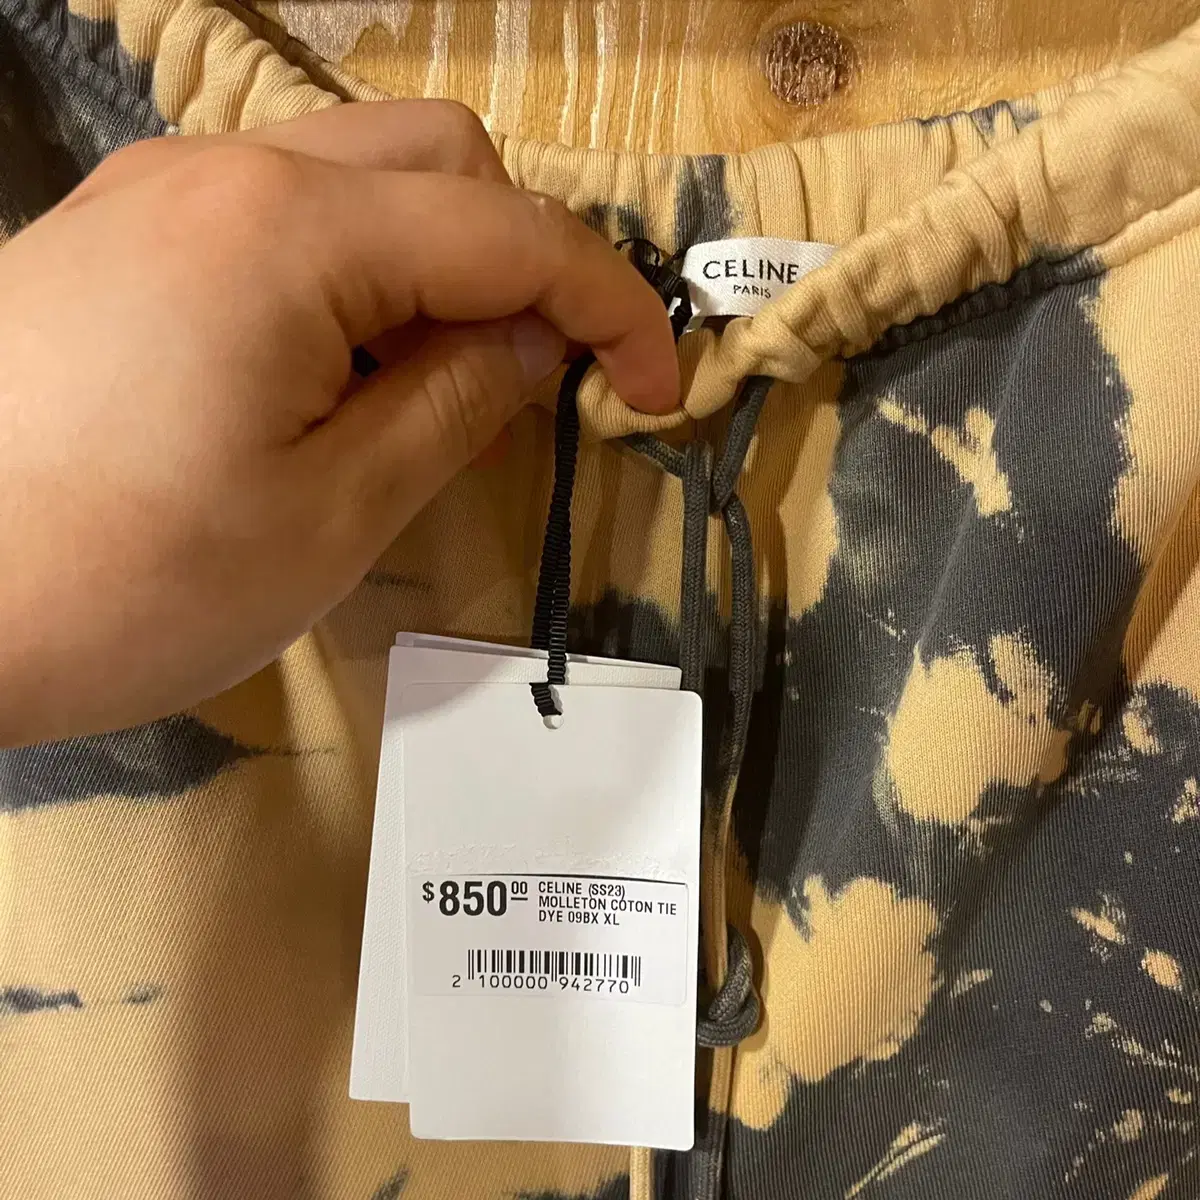 CELINE
PARIS
$850.00 CELINE (SS23)
MOLLETON COTON TIE
DYE 09BX XL
2 100000 942770